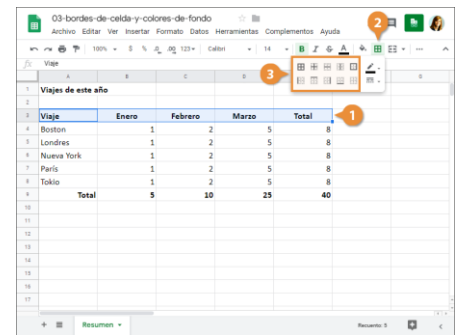 03-bordes-de-celda-y-colores-de-fondo
Archivo Editar Ver Insertar Formato Datos Herramientas Complementos Ayuda
2
100% $ % .0 .00 123 Calibri 14 B I S A
fx Viaje
3
A B C D
1 Viajes de este año
2
3 Viaje Enero Febrero Marzo Total 1
4 Boston 1 2 5 8
5 Londres 1 2 5 8
6 Nueva York 1 2 5 8
7 París 1 2 5 8
8 Tokio 1 2 5 8
9 Total 5 10 25 40
10
11
12
13
14
15
16
17
+ Resumen Recuento: 5